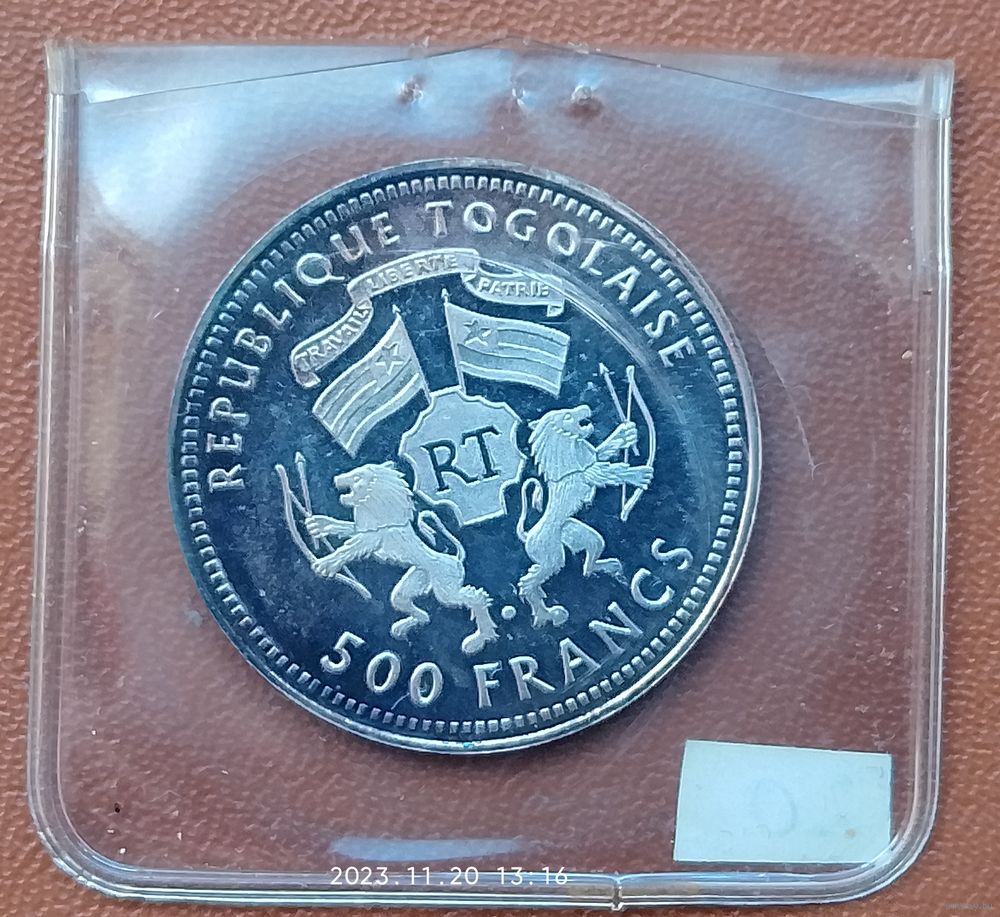 REPUBLIQUE TOGOLAISE
TRAVAIL LIBERTE PATRIE
RT
500 FRANCS
2023.11.20 13:16